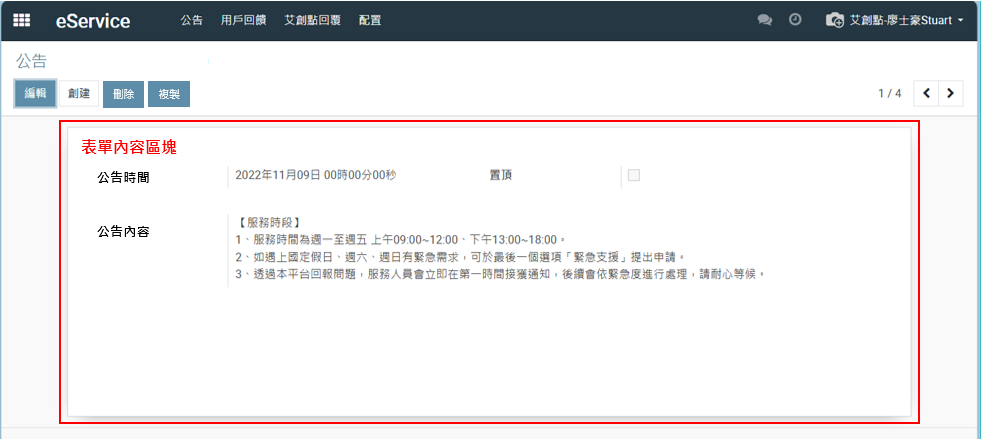 eService 公告 用戶回饋 艾創點回覆 配置 艾創點-廖士豪Stuart
公告
編輯 創建 刪除 複製 1 / 4
表單內容區塊
公告時間 2022年11月09日 00時00分00秒 置頂
公告內容
【服務時段】
1、服務時間為週一至週五 上午09:00~12:00、下午13:00~18:00。
2、如遇上國定假日、週六、週日有緊急需求，可於最後一個選項「緊急支援」提出申請。
3、透過本平台回報問題，服務人員會立即在第一時間接獲通知，後續會依緊急度進行處理，請耐心等候。